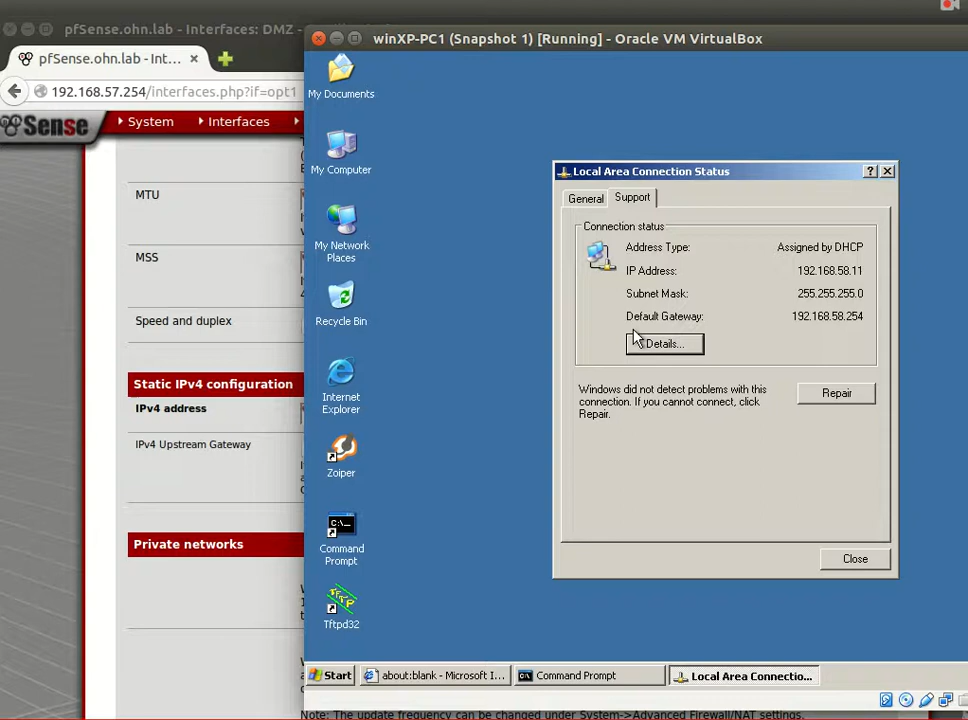 pfSense.ohn.lab - Interfaces: DMZ -
pfSense.ohn.lab - Int...
192.168.57.254/interfaces.php?if=opt1
Sense
System
Interfaces
MTU
MSS
Speed and duplex
Static IPv4 configuration
IPv4 address
IPv4 Upstream Gateway
Private networks
Note: The update frequency can be changed under System->Advanced Firewall/NAT settings.
winXP-PC1 (Snapshot 1) [Running] - Oracle VM VirtualBox
My Documents
My Computer
My Network
Places
Recycle Bin
Internet
Explorer
Zoiper
C:\_
Command
Prompt
TFTP
Tftpd32
Local Area Connection Status
General
Support
Connection status
Address Type: Assigned by DHCP
IP Address: 192.168.58.11
Subnet Mask: 255.255.255.0
Default Gateway: 192.168.58.254
Details...
Windows did not detect problems with this
connection. If you cannot connect, click
Repair.
Repair
Close
Start
about:blank - Microsoft I...
Command Prompt
Local Area Connectio...